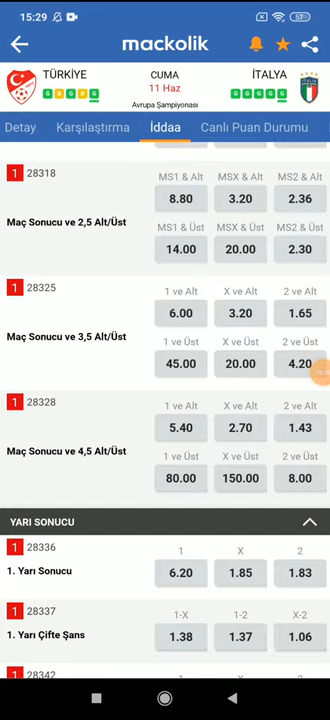 15:29
57
mackolik
TÜRKİYE
CUMA
İTALYA
G B G G G
11 Haz
G G G G G
Avrupa Şampiyonası
Detay Karşılaştırma İddaa Canlı Puan Durumu
1 28318
MS1 & Alt MSX & Alt MS2 & Alt
8.80 3.20 2.36
Maç Sonucu ve 2,5 Alt/Üst
MS1 & Üst MSX & Üst MS2 & Üst
14.00 20.00 2.30
1 28325
1 ve Alt X ve Alt 2 ve Alt
6.00 3.20 1.65
Maç Sonucu ve 3,5 Alt/Üst
1 ve Üst X ve Üst 2 ve Üst
45.00 20.00 4.20
1 28328
1 ve Alt X ve Alt 2 ve Alt
5.40 2.70 1.43
Maç Sonucu ve 4,5 Alt/Üst
1 ve Üst X ve Üst 2 ve Üst
80.00 150.00 8.00
YARI SONUCU
1 28336
1 X 2
1. Yarı Sonucu
6.20 1.85 1.83
1 28337
1-X 1-2 X-2
1. Yarı Çifte Şans
1.38 1.37 1.06
1 28342